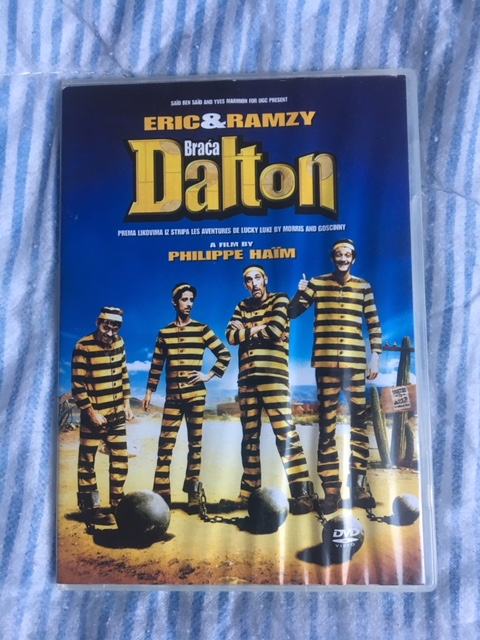 SAÏD BEN SAÏD AND YVES MARMION FOR UGC PRESENT
ERIC&RAMZY
Braća
Dalton
PREMA LIKOVIMA IZ STRIPA LES AVENTURES DE LUCKY LUKE BY MORRIS AND GOSCINNY
A FILM BY
PHILIPPE HAÏM
DVD
VIDEO